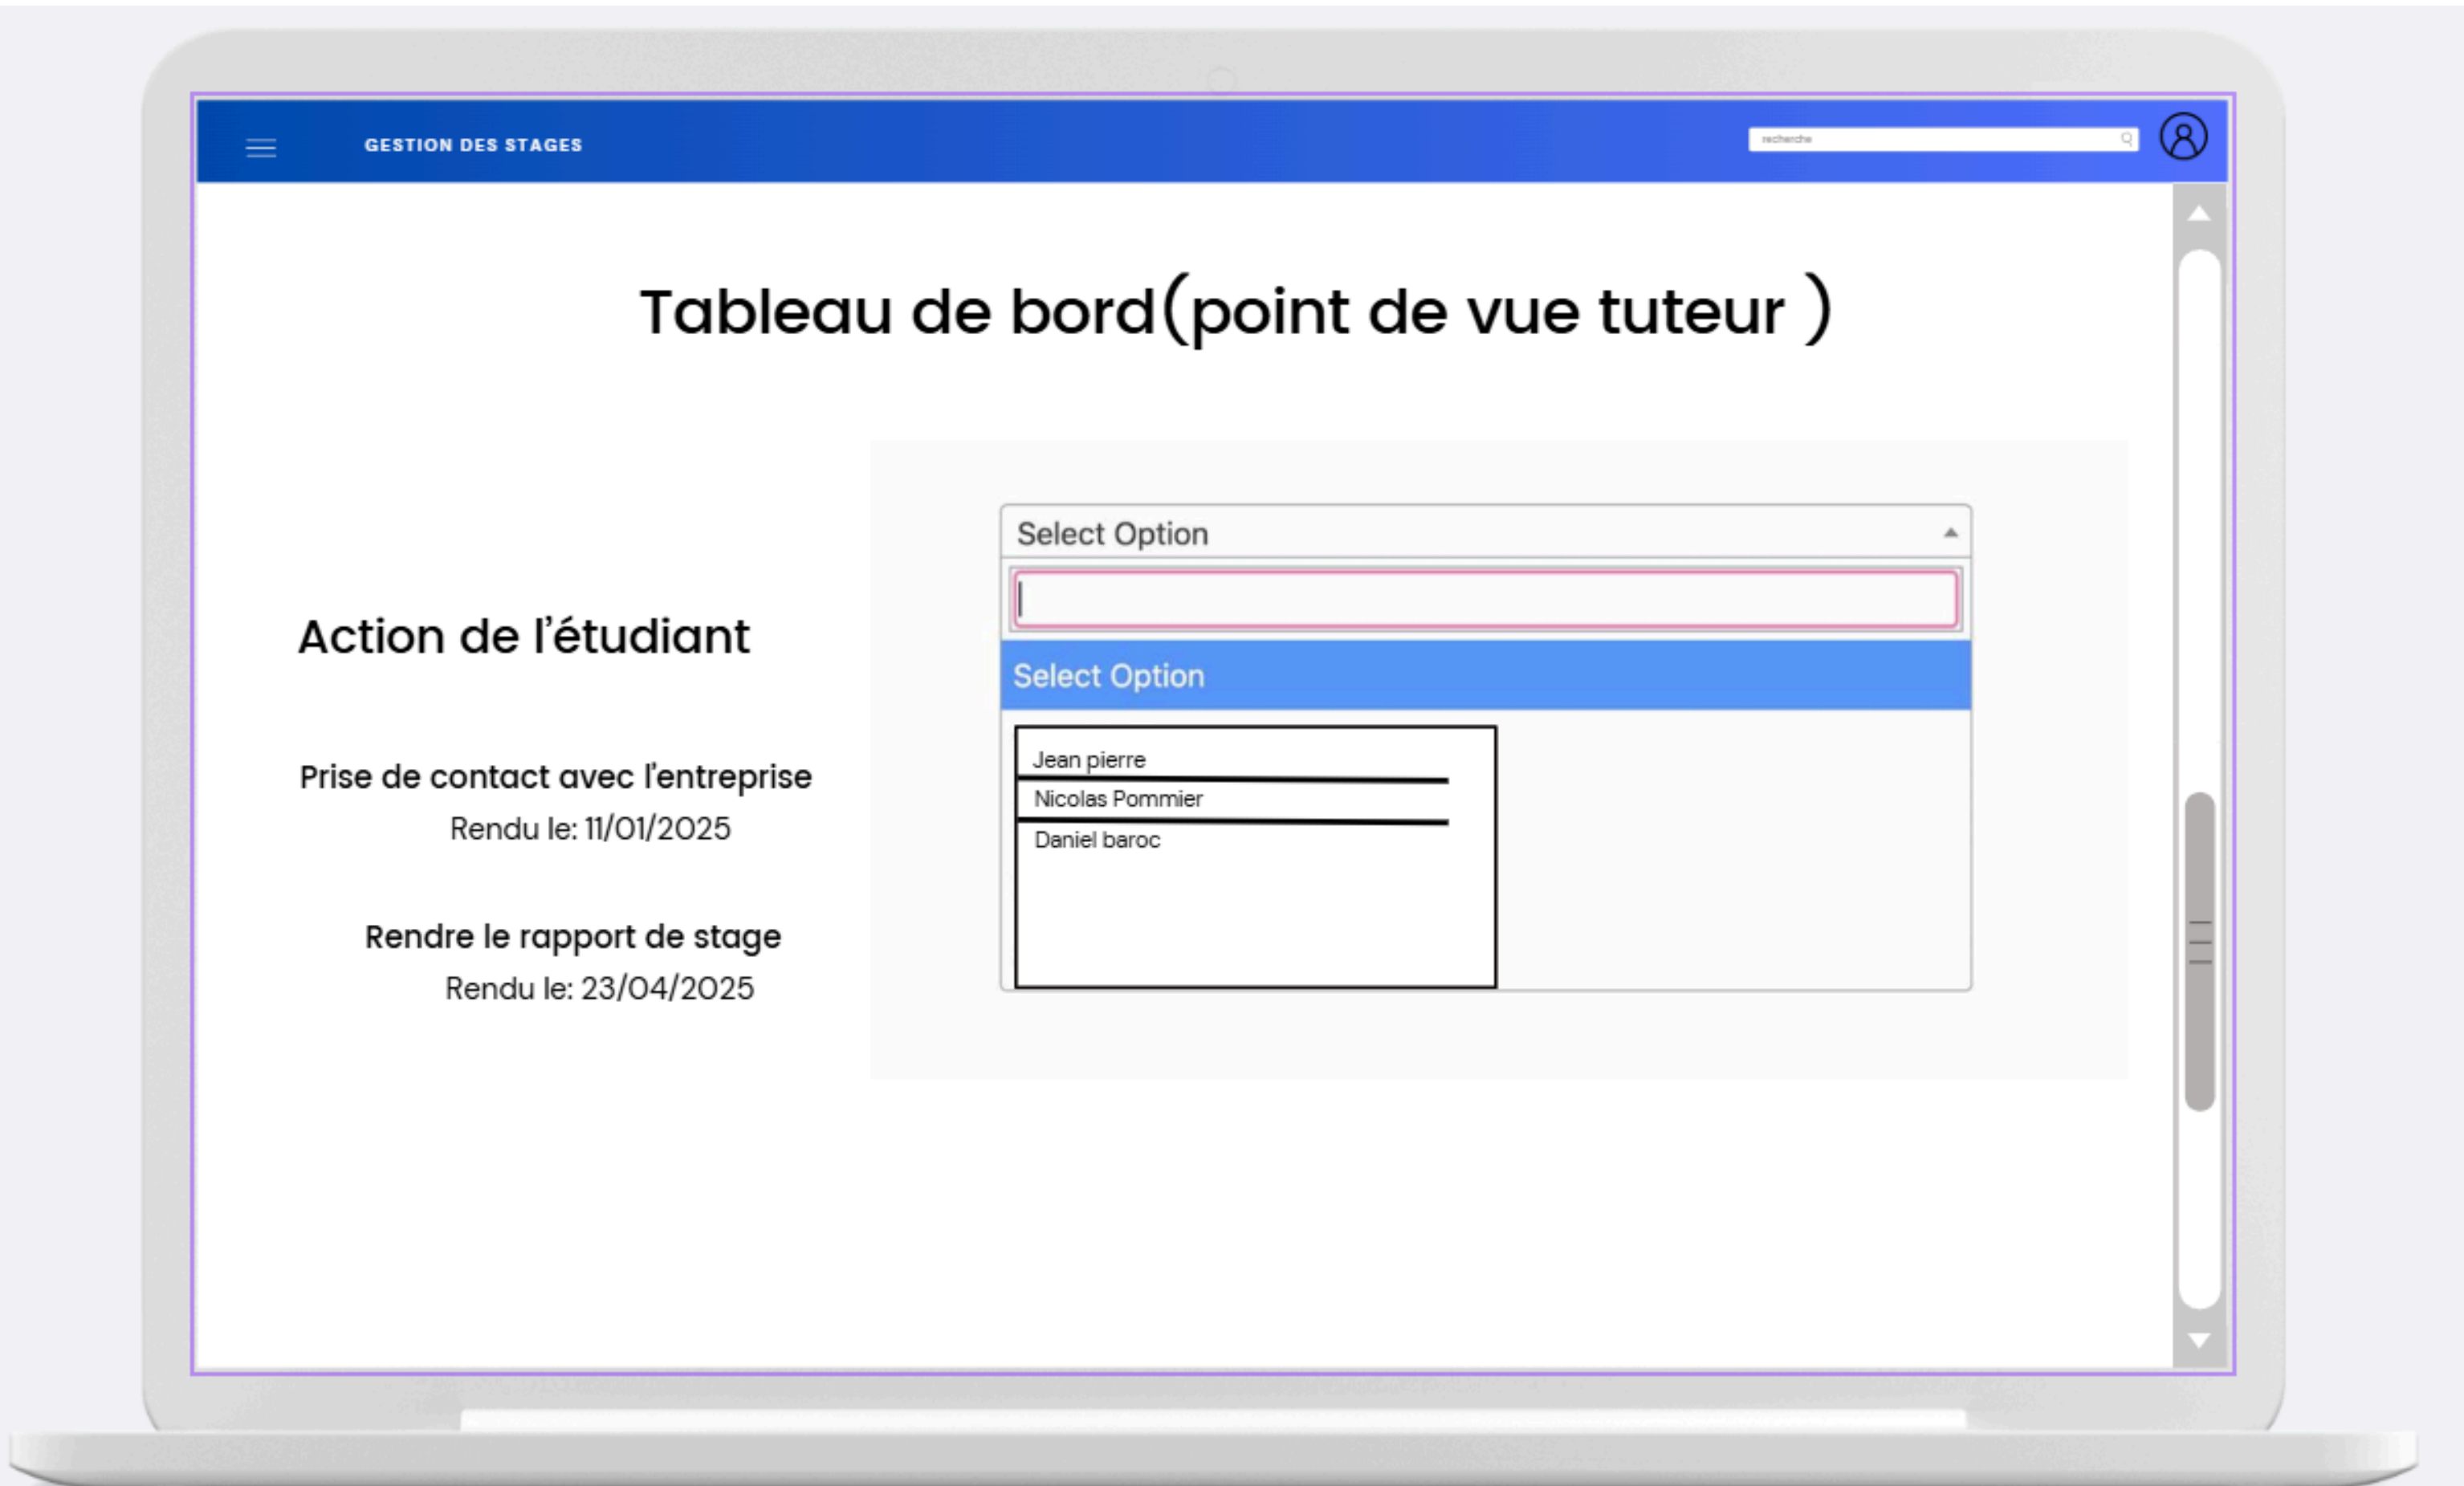 GESTION DES STAGES
recherche
Tableau de bord(point de vue tuteur )
Action de l'étudiant
Prise de contact avec l'entreprise
Rendu le: 11/01/2025
Rendre le rapport de stage
Rendu le: 23/04/2025
Select Option
Select Option
Jean pierre
Nicolas Pommier
Daniel baroc